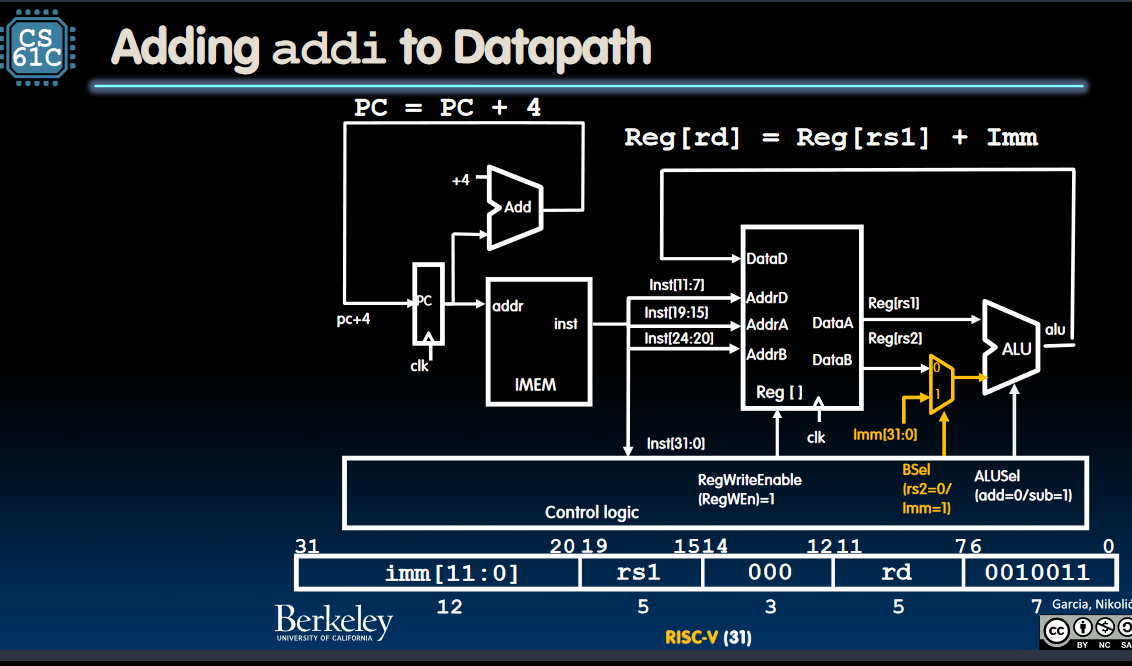 CS
61C
Adding addi to Datapath
PC = PC + 4
Reg[rd] = Reg[rs1] + Imm
+4
Add
DataD
Inst[11:7]
AddrD
PC
addr
Reg[rs1]
Inst[19:15]
pc+4
inst
AddrA
DataA
alu
Inst[24:20]
Reg[rs2]
ALU
AddrB
DataB
clk
0
IMEM
Reg []
1
clk
Imm[31:0]
Inst[31:0]
RegWriteEnable
(RegWEn)=1
BSel
(rs2=0/
Imm=1)
ALUSel
(add=0/sub=1)
Control logic
31 20 19 15 14 12 11 7 6 0
imm[11:0] rs1 000 rd 0010011
12 5 3 5 7
Berkeley
UNIVERSITY OF CALIFORNIA
RISC-V (31)
Garcia, Nikolić
cc
BY NC SA